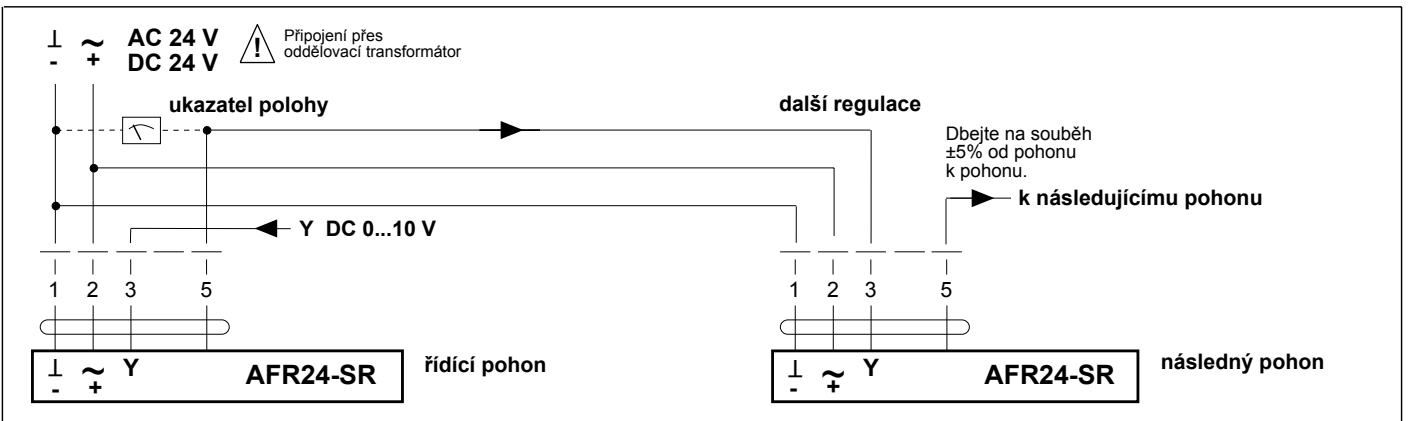 ⊥ ~ AC 24 V
- + DC 24 V
Připojení přes
oddělovací transformátor
!
ukazatel polohy
další regulace
Dbejte na souběh
±5% od pohonu
k pohonu.
k následujícímu pohonu
Y DC 0...10 V
1 2 3 5
1 2 3 5
⊥ ~ Y AFR24-SR
- +
řídící pohon
⊥ ~ Y AFR24-SR
- +
následný pohon